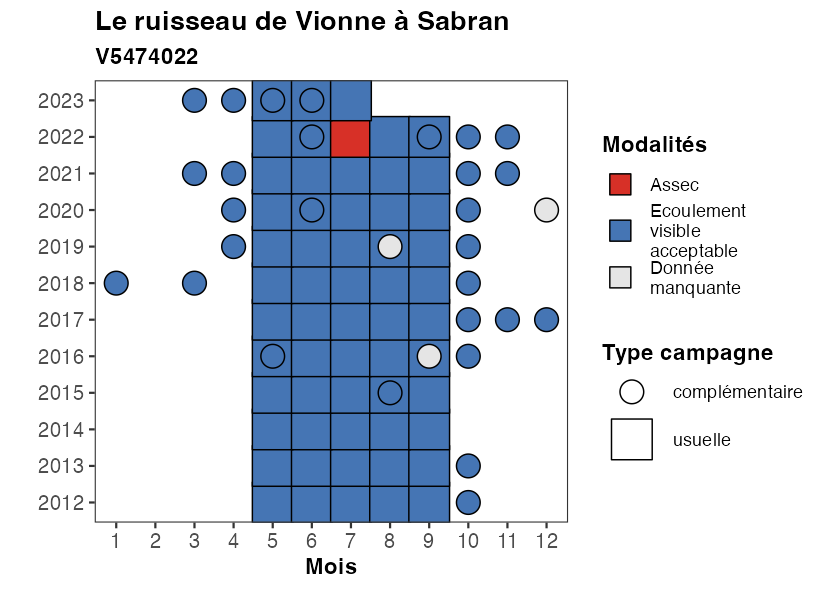 Le ruisseau de Vionne à Sabran
V5474022
2023
2022
2021
2020
2019
2018
2017
2016
2015
2014
2013
2012
1 2 3 4 5 6 7 8 9 10 11 12
Mois
Modalités
Assec
Ecoulement
visible
acceptable
Donnée
manquante
Type campagne
complémentaire
usuelle